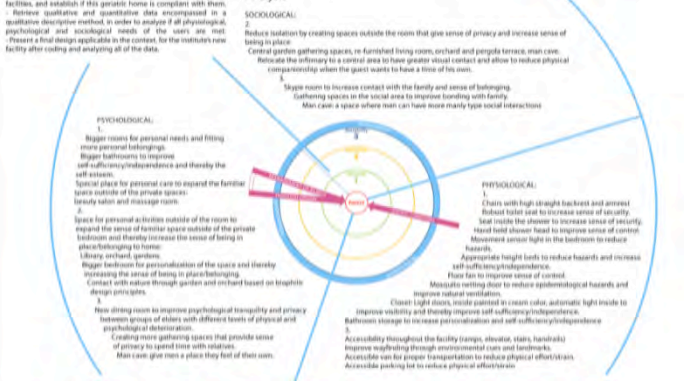 facilities, and establish if this geriatric home is compliant with them.
- Retrieve qualitative and quantitative data encompassed in a
qualitative descriptive method, in order to analyze if all physiological,
psychological and sociological needs of the users are met.
- Present a final design applicable in the context, for the institute's new
facility after coding and analyzing all of the data.
SOCIOLOGICAL:
2.
Reduce isolation by creating spaces outside the room that give sense of privacy and increase sense of
being in place
Central garden gathering spaces, re-furnished living room, orchard and pergola terrace, man cave.
Relocate the infirmary to a central area to have greater visual contact and allow to reduce physical
companionship when the guest wants to have a time of his own.
3.
Skype room to increase contact with the family and sense of belonging.
Gathering spaces in the social area to improve bonding with family.
Man cave: a space where man can have more manly type social interactions
PSYCHOLOGICAL:
1.
Bigger rooms for personal needs and fitting
more personal belongings.
Bigger bathrooms to improve
self-sufficiency/independence and thereby the
self-esteem.
Special place for personal care to expand the familiar
space outside of the private spaces:
beauty salon and massage room.
2.
Space for personal activities outside of the room to
expand the sense of familiar space outside of the private
bedroom and thereby increase the sense of being in
place/belonging to home:
Library, orchard, gardens.
Bigger bedroom for personalization of the space and thereby
increasing the sense of being in place/belonging.
Contact with nature through garden and orchard based on biophilic
design principles.
3.
New dining room to improve psychological tranquility and privacy
between groups of elders with different levels of physical and
psychological deterioration.
Creating more gathering spaces that provide sense
of privacy to spend time with relatives.
Man cave: give men a place they feel of their own.
PHYSIOLOGICAL:
1.
Chairs with high straight backrest and armrest
Robust toilet seat to increase sense of security.
Seat inside the shower to increase sense of security.
Hand held shower head to improve sense of control.
Movement sensor light in the bedroom to reduce
hazards.
Appropriate height beds to reduce hazards and increase
self-sufficiency/independence.
Floor fan to improve sense of control.
Mosquito netting door to reduce epidemiological hazards and
improve natural ventilation.
Closet: Light doors, inside painted in cream color, automatic light inside to
improve visibility and thereby improve self-sufficiency/independence.
Bathroom storage to increase personalization and self-sufficiency/independence
3.
Accessibility throughout the facility (ramps, elevator, stairs, handrails)
Improve wayfinding through environmental cues and landmarks.
Accessible van for proper transportation to reduce physical effort/strain.
Accessible parking lot to reduce physical effort/strain